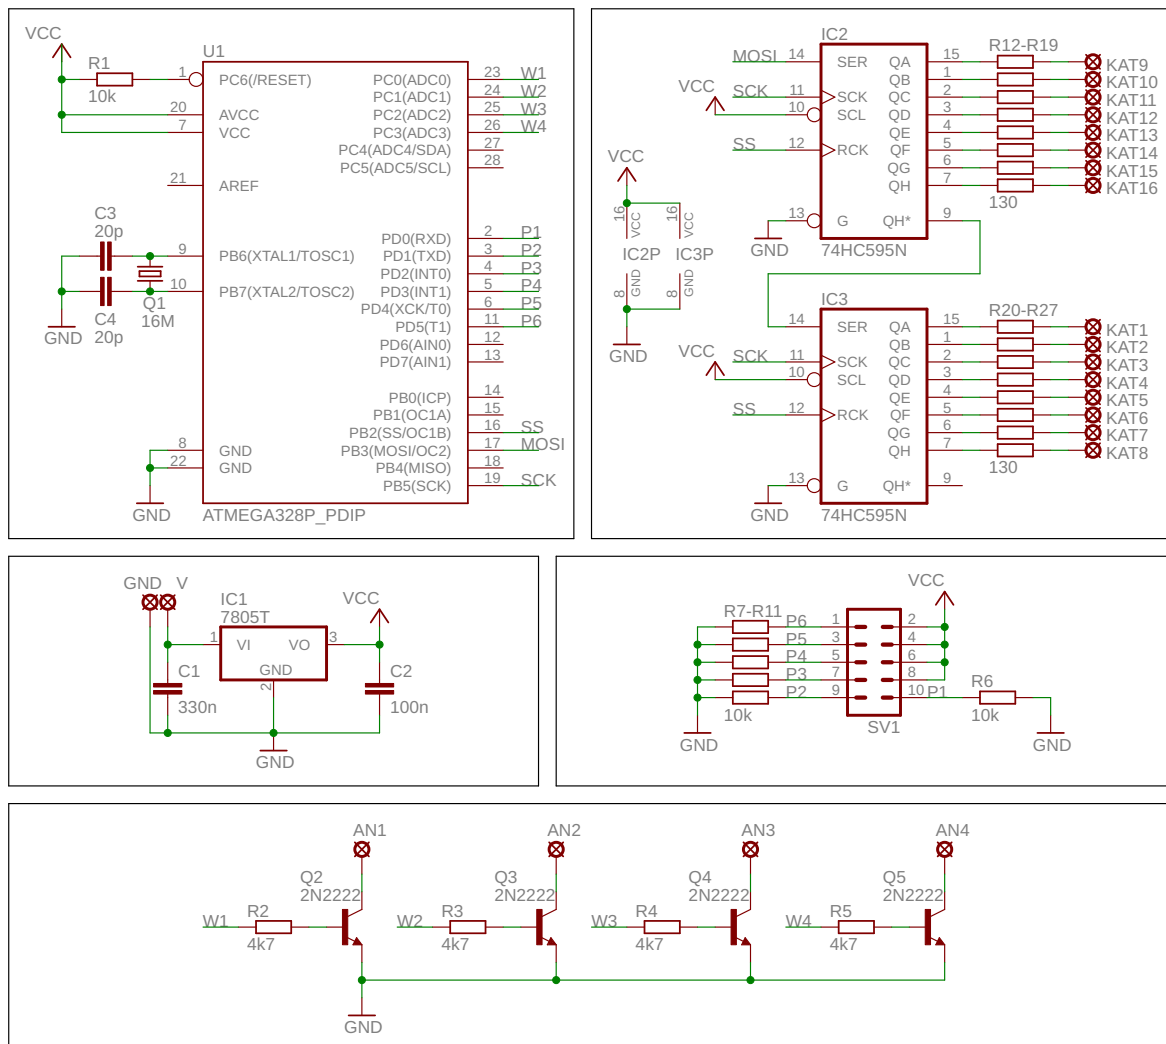 VCC
R1
10k
U1
1 PC6(/RESET)
20 AVCC
7 VCC
21 AREF
C3
20p
9 PB6(XTAL1/TOSC1)
10 PB7(XTAL2/TOSC2)
Q1
16M
C4
20p
GND
8 GND
22 GND
GND
PC0(ADC0) 23 W1
PC1(ADC1) 24 W2
PC2(ADC2) 25 W3
PC3(ADC3) 26 W4
PC4(ADC4/SDA) 27
PC5(ADC5/SCL) 28
PD0(RXD) 2 P1
PD1(TXD) 3 P2
PD2(INT0) 4 P3
PD3(INT1) 5 P4
PD4(XCK/T0) 6 P5
PD5(T1) 11 P6
PD6(AIN0) 12
PD7(AIN1) 13
PB0(ICP) 14
PB1(OC1A) 15
PB2(SS/OC1B) 16 SS
PB3(MOSI/OC2) 17 MOSI
PB4(MISO) 18
PB5(SCK) 19 SCK
ATMEGA328P_PDIP
IC2
R12-R19
MOSI 14 SER QA 15 KAT9
QB 1 KAT10
VCC SCK 11 SCK QC 2 KAT11
10 SCL QD 3 KAT12
QE 4 KAT13
SS 12 RCK QF 5 KAT14
QG 6 KAT15
QH 7 KAT16
130
GND 13 G QH* 9
74HC595N
VCC
16 VCC 16 VCC
IC2P IC3P
8 GND 8 GND
GND
IC3
R20-R27
14 SER QA 15 KAT1
QB 1 KAT2
VCC SCK 11 SCK QC 2 KAT3
10 SCL QD 3 KAT4
QE 4 KAT5
SS 12 RCK QF 5 KAT6
QG 6 KAT7
QH 7 KAT8
130
GND 13 G QH* 9
74HC595N
GND V
IC1
7805T
VCC
1 VI VO 3
GND
2
C1
330n
C2
100n
GND
VCC
R7-R11
P6 1 2
P5 3 4
P4 5 6
P3 7 8
P2 9 10 P1
R6
10k
10k
SV1
GND
GND
AN1 AN2 AN3 AN4
Q2 Q3 Q4 Q5
2N2222 2N2222 2N2222 2N2222
W1 R2 W2 R3 W3 R4 W4 R5
4k7 4k7 4k7 4k7
GND